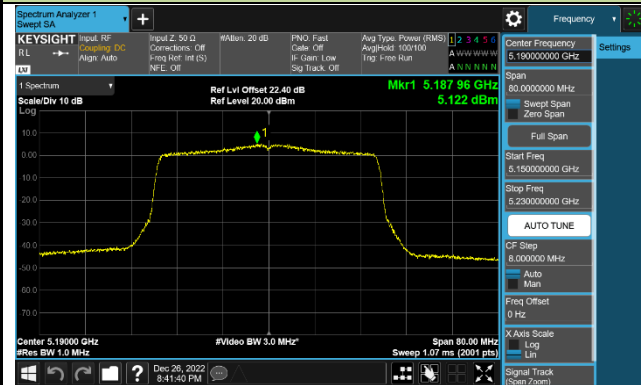 Spectrum Analyzer 1
Swept SA
Frequency
KEYSIGHT
RL
Input: RF
Coupling: DC
Align: Auto
Input Z: 50 Ω
Corrections: Off
Freq Ref: Int (S)
NFE: Off
#Atten: 20 dB
PNO: Fast
Gate: Off
IF Gain: Low
Sig Track: Off
Avg Type: Power (RMS)
Avg|Hold: 100/100
Trig: Free Run
1 2 3 4 5 6
A W W W W W
A N N N N N
LXI
1 Spectrum
Scale/Div 10 dB
Log
Ref Lvl Offset 22.40 dB
Ref Level 20.00 dBm
Mkr1 5.187 96 GHz
5.122 dBm
1
10.0
0.00
-10.0
-20.0
-30.0
-40.0
-50.0
-60.0
-70.0
Center 5.19000 GHz
#Res BW 1.0 MHz
#Video BW 3.0 MHz*
Span 80.00 MHz
Sweep 1.07 ms (2001 pts)
Dec 26, 2022
8:41:40 PM
Center Frequency
5.190000000 GHz
Settings
Span
80.0000000 MHz
Swept Span
Zero Span
Full Span
Start Freq
5.150000000 GHz
Stop Freq
5.230000000 GHz
AUTO TUNE
CF Step
8.000000 MHz
Auto
Man
Freq Offset
0 Hz
X Axis Scale
Log
Lin
Signal Track
(Span Zoom)